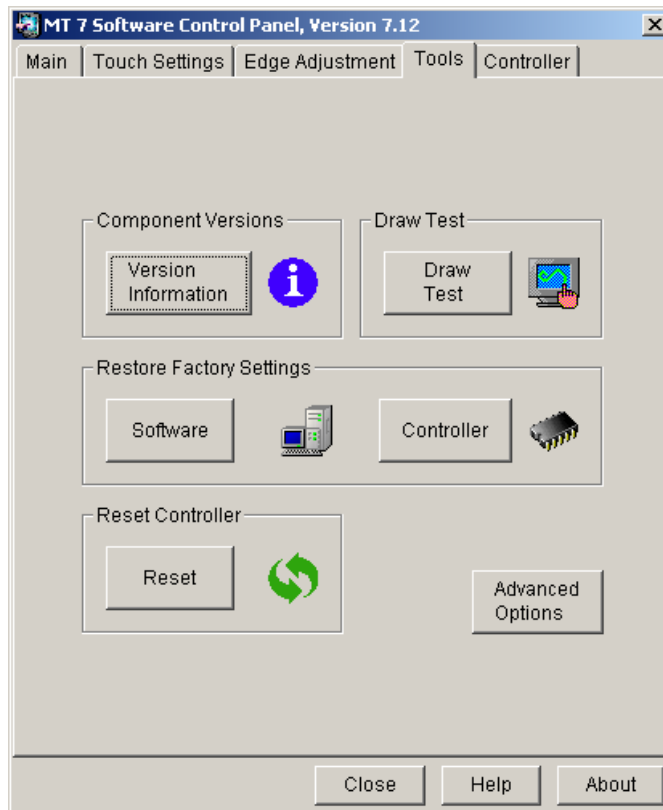 MT 7 Software Control Panel, Version 7.12
Main Touch Settings Edge Adjustment Tools Controller
Component Versions Draw Test
Version
Information
Draw
Test
Restore Factory Settings
Software Controller
Reset Controller
Reset
Advanced
Options
Close Help About